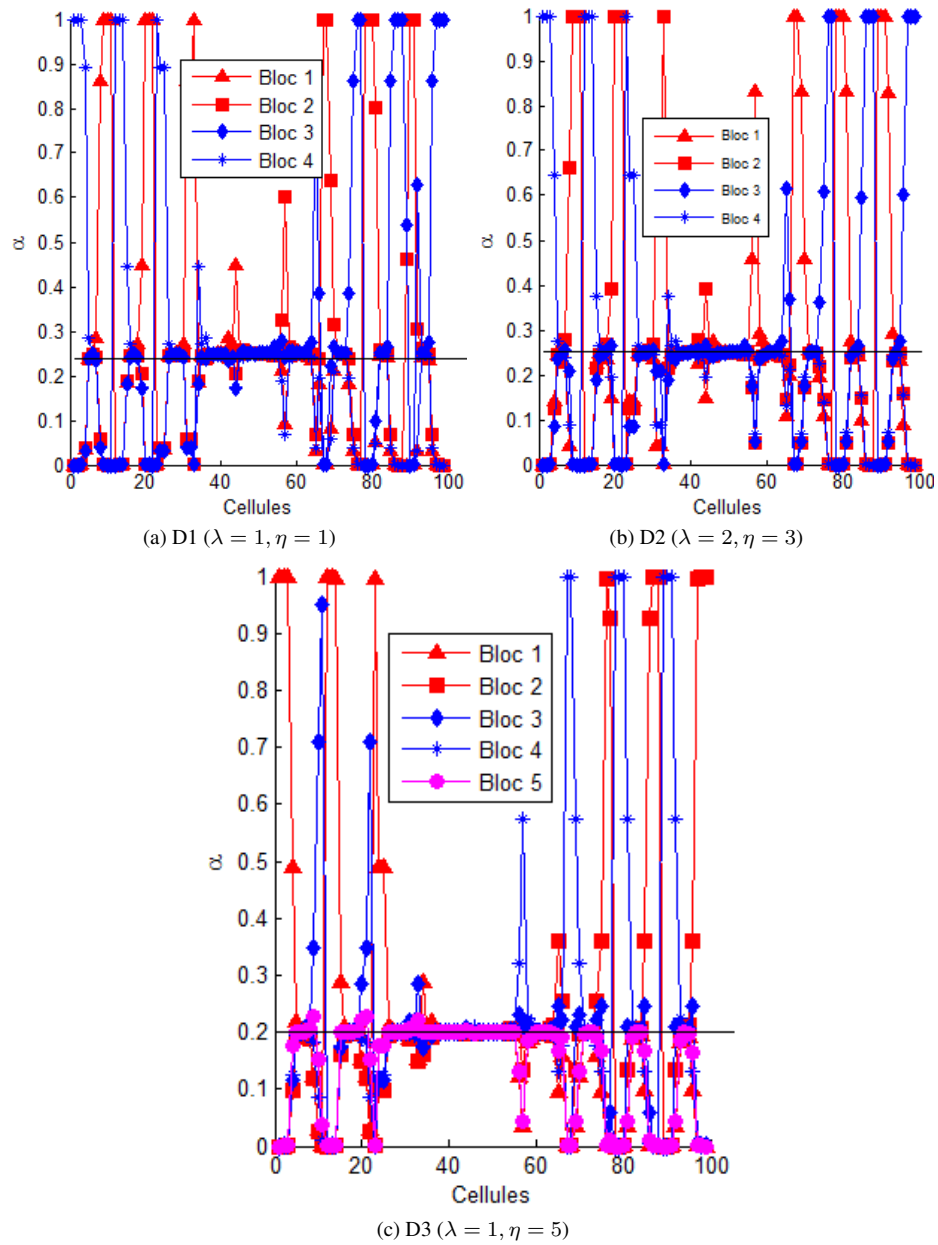 1
0.9
0.8
0.7
0.6
0.5
0.4
0.3
0.2
0.1
0
α
0 20 40 60 80 100
Cellules
Bloc 1
Bloc 2
Bloc 3
Bloc 4
(a) D1 (λ = 1, η = 1)
1
0.9
0.8
0.7
0.6
0.5
0.4
0.3
0.2
0.1
0
α
0 20 40 60 80 100
Cellules
Bloc 1
Bloc 2
Bloc 3
Bloc 4
(b) D2 (λ = 2, η = 3)
1
0.9
0.8
0.7
0.6
0.5
0.4
0.3
0.2
0.1
0
α
0 20 40 60 80 100
Cellules
Bloc 1
Bloc 2
Bloc 3
Bloc 4
Bloc 5
(c) D3 (λ = 1, η = 5)